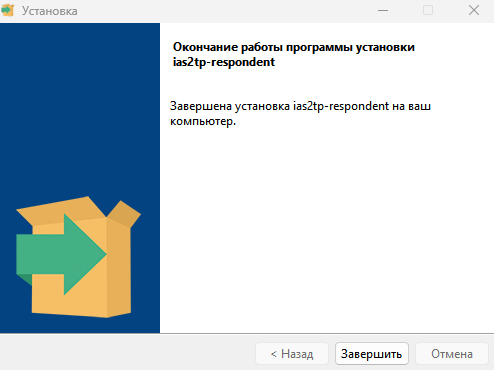 Установка
Окончание работы программы установки
ias2tp-respondent
Завершена установка ias2tp-respondent на ваш
компьютер.
< Назад
Завершить
Отмена